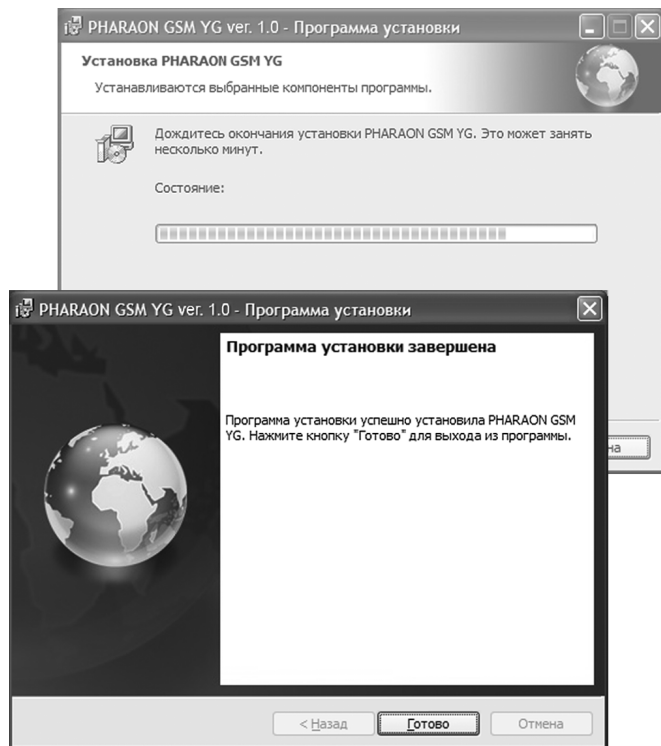 PHARAON GSM YG ver. 1.0 - Программа установки
Установка PHARAON GSM YG
Устанавливаются выбранные компоненты программы.
Дождитесь окончания установки PHARAON GSM YG. Это может занять
несколько минут.
Состояние:
PHARAON GSM YG ver. 1.0 - Программа установки
Программа установки завершена
Программа установки успешно установила PHARAON GSM
YG. Нажмите кнопку "Готово" для выхода из программы.
на
< Назад Готово Отмена